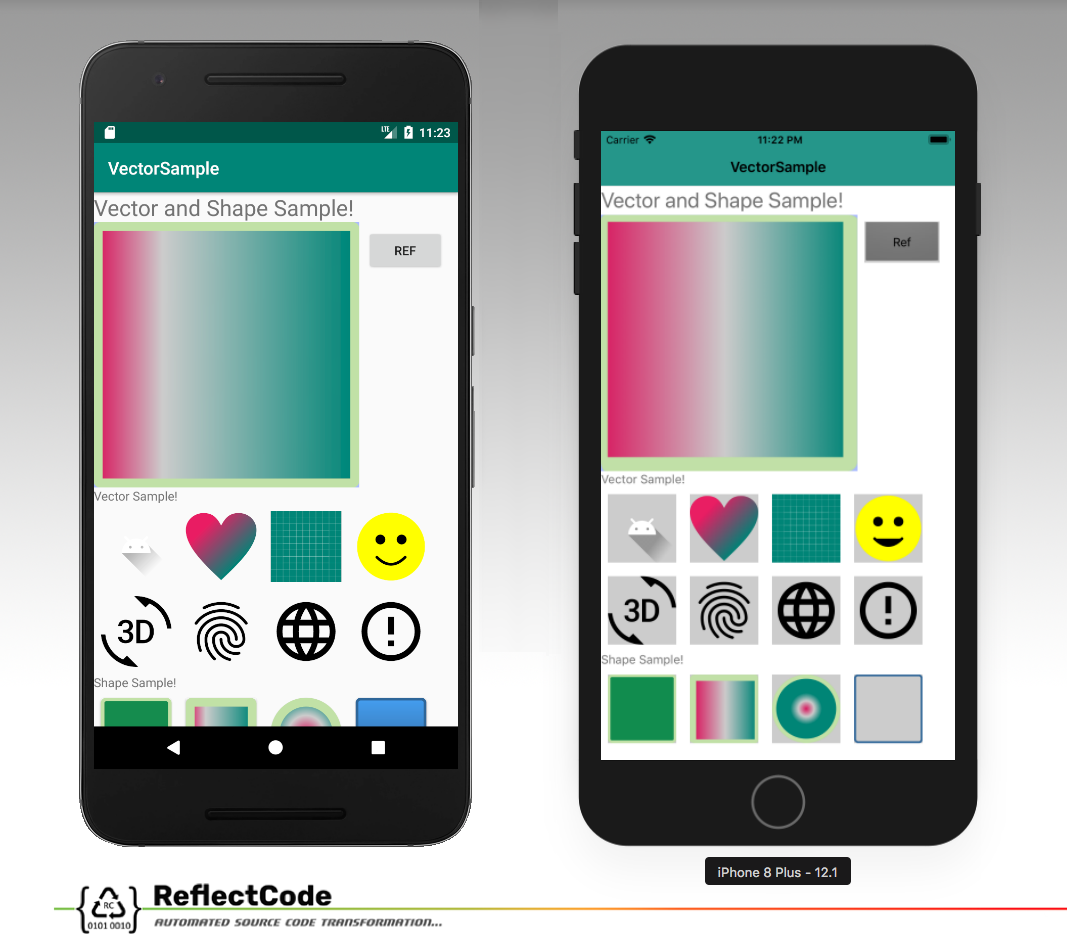 LTE 11:23
VectorSample
Vector and Shape Sample!
REF
Vector Sample!
3D
Shape Sample!
Carrier 11:22 PM
VectorSample
Vector and Shape Sample!
Ref
Vector Sample!
3D
Shape Sample!
iPhone 8 Plus - 12.1
RC
0101 0010
ReflectCode
AUTOMATED SOURCE CODE TRANSFORMATION...